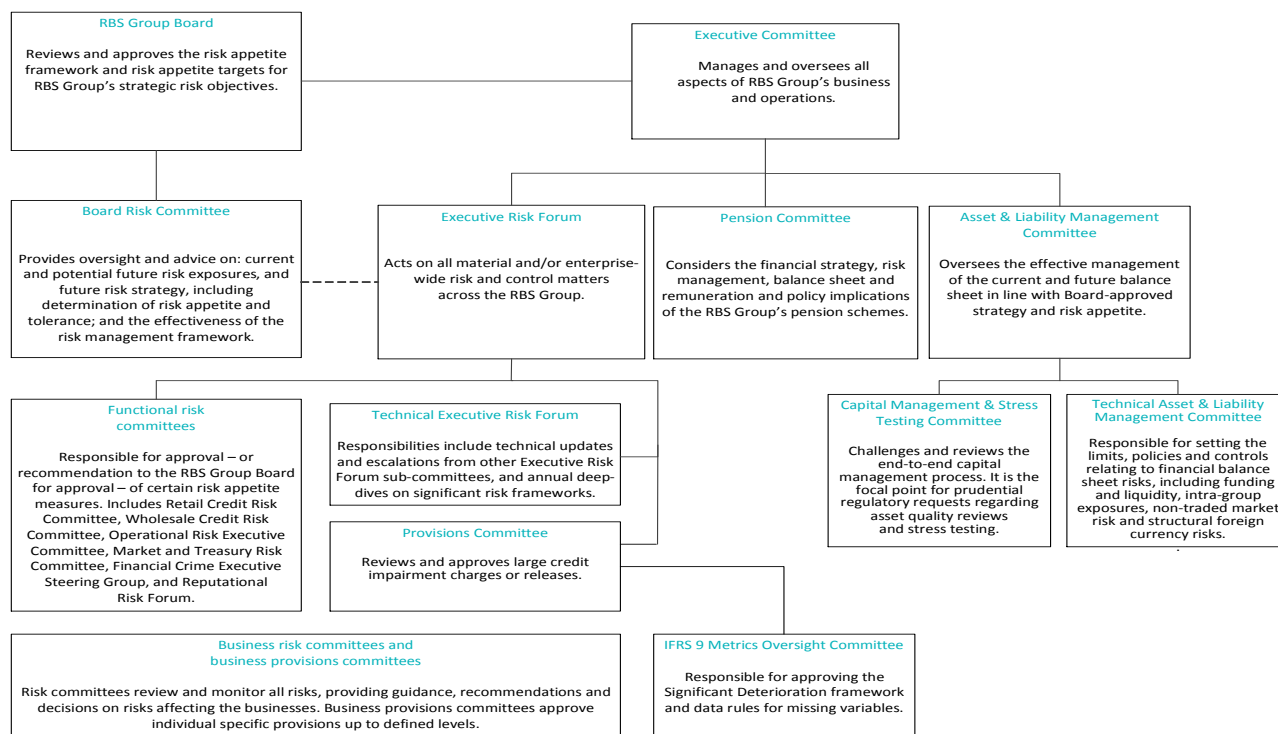 RBS Group Board
Reviews and approves the risk appetite
framework and risk appetite targets for
RBS Group’s strategic risk objectives.
Executive Committee
Manages and oversees all
aspects of RBS Group’s business
and operations.
Board Risk Committee
Provides oversight and advice on: current
and potential future risk exposures, and
future risk strategy, including
determination of risk appetite and
tolerance; and the effectiveness of the
risk management framework.
Executive Risk Forum
Acts on all material and/or enterprise-
wide risk and control matters
across the RBS Group.
Pension Committee
Considers the financial strategy, risk
management, balance sheet and
remuneration and policy implications
of the RBS Group’s pension schemes.
Asset & Liability Management
Committee
Oversees the effective management
of the current and future balance
sheet in line with Board-approved
strategy and risk appetite.
Functional risk
committees
Responsible for approval – or
recommendation to the RBS Group Board
for approval – of certain risk appetite
measures. Includes Retail Credit Risk
Committee, Wholesale Credit Risk
Committee, Operational Risk Executive
Committee, Market and Treasury Risk
Committee, Financial Crime Executive
Steering Group, and Reputational
Risk Forum.
Technical Executive Risk Forum
Responsibilities include technical updates
and escalations from other Executive Risk
Forum sub-committees, and annual deep-
dives on significant risk frameworks.
Provisions Committee
Reviews and approves large credit
impairment charges or releases.
Capital Management & Stress
Testing Committee
Challenges and reviews the
end-to-end capital
management process. It is the
focal point for prudential
regulatory requests regarding
asset quality reviews
and stress testing.
Technical Asset & Liability
Management Committee
Responsible for setting the
limits, policies and controls
relating to financial balance
sheet risks, including funding
and liquidity, intra-group
exposures, non-traded market
risk and structural foreign
currency risks.
.
Business risk committees and
business provisions committees
Risk committees review and monitor all risks, providing guidance, recommendations and
decisions on risks affecting the businesses. Business provisions committees approve
individual specific provisions up to defined levels.
IFRS 9 Metrics Oversight Committee
Responsible for approving the
Significant Deterioration framework
and data rules for missing variables.